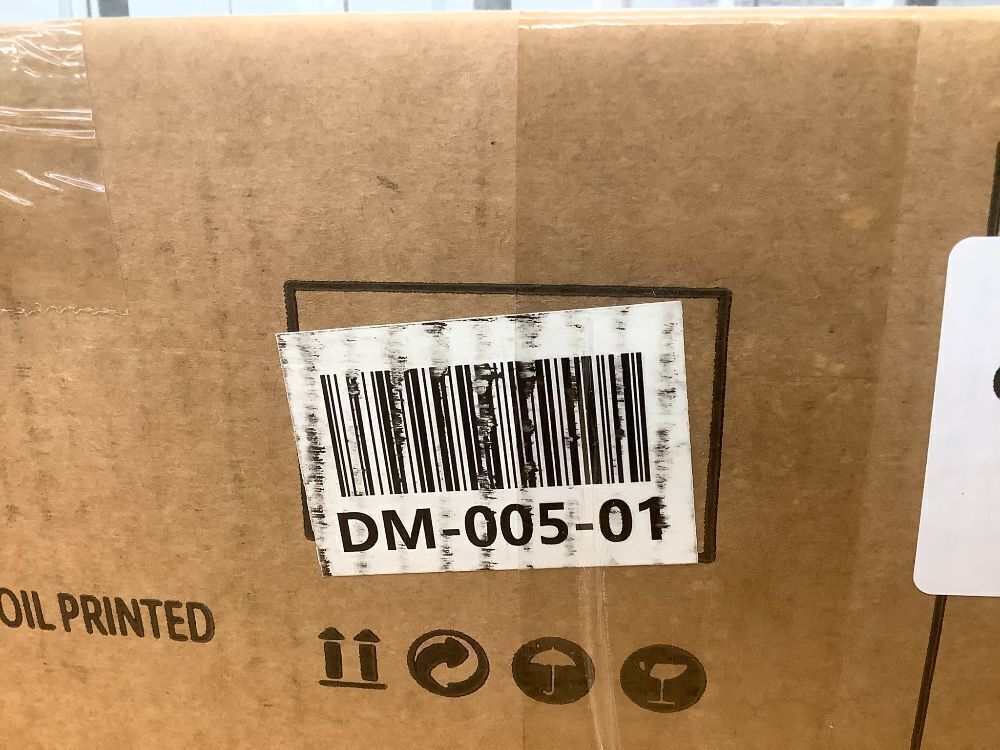 DM-005-01
OIL PRINTED